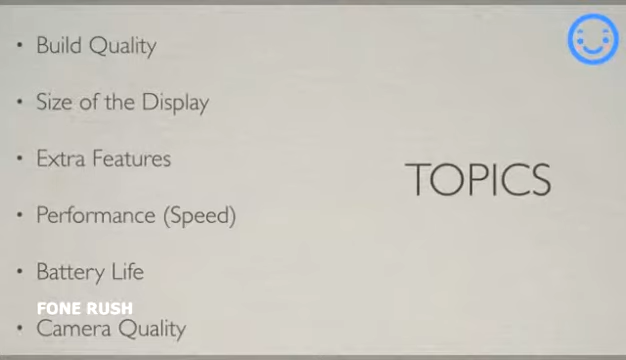 • Build Quality
• Size of the Display
• Extra Features
• Performance (Speed)
• Battery Life
FONE RUSH
• Camera Quality
TOPICS